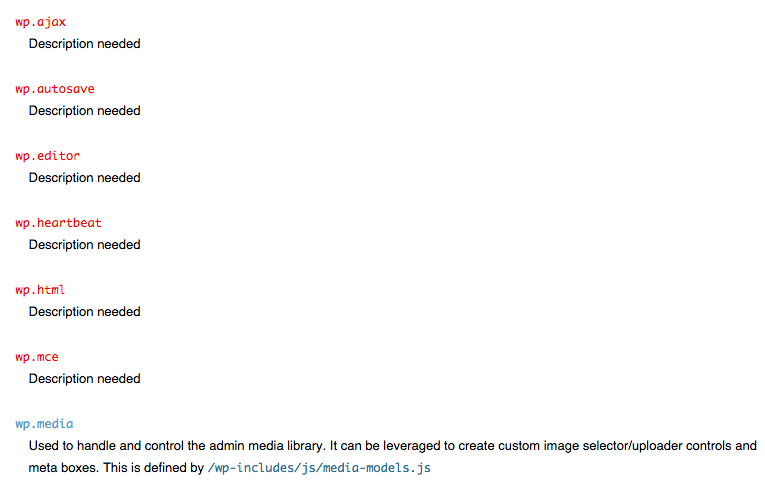 wp.ajax
Description needed
wp.autosave
Description needed
wp.editor
Description needed
wp.heartbeat
Description needed
wp.html
Description needed
wp.mce
Description needed
wp.media
Used to handle and control the admin media library. It can be leveraged to create custom image selector/uploader controls and
meta boxes. This is defined by /wp-includes/js/media-models.js